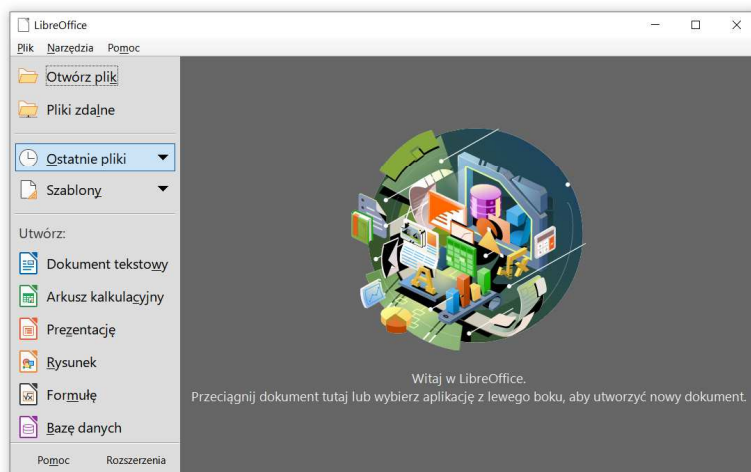 LibreOffice
Plik Narzędzia Pomoc
Otwórz plik
Pliki zdalne
Ostatnie pliki
Szablony
Utwórz:
Dokument tekstowy
Arkusz kalkulacyjny
Prezentację
Rysunek
Formułę
Bazę danych
Pomoc Rozszerzenia
Witaj w LibreOffice.
Przeciągnij dokument tutaj lub wybierz aplikację z lewego boku, aby utworzyć nowy dokument.